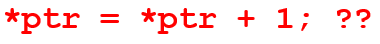 *ptr = *ptr + 1; ??